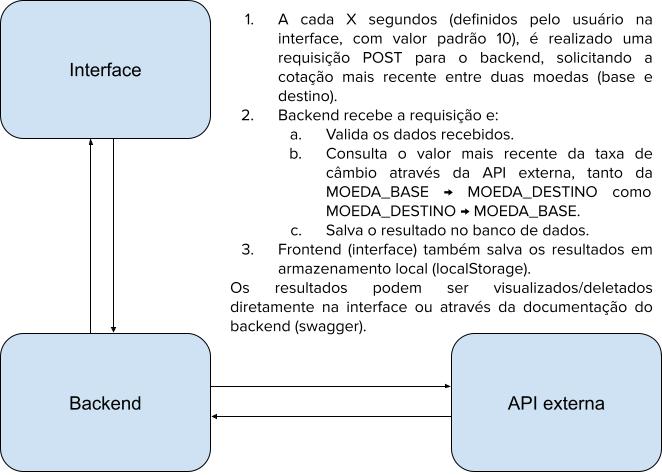 Interface
1. A cada X segundos (definidos pelo usuário na
interface, com valor padrão 10), é realizado uma
requisição POST para o backend, solicitando a
cotação mais recente entre duas moedas (base e
destino).
2. Backend recebe a requisição e:
a. Valida os dados recebidos.
b. Consulta o valor mais recente da taxa de
câmbio através da API externa, tanto da
MOEDA_BASE → MOEDA_DESTINO como
MOEDA_DESTINO → MOEDA_BASE.
c. Salva o resultado no banco de dados.
3. Frontend (interface) também salva os resultados em
armazenamento local (localStorage).
Os resultados podem ser visualizados/deletados
diretamente na interface ou através da documentação do
backend (swagger).
Backend
API externa